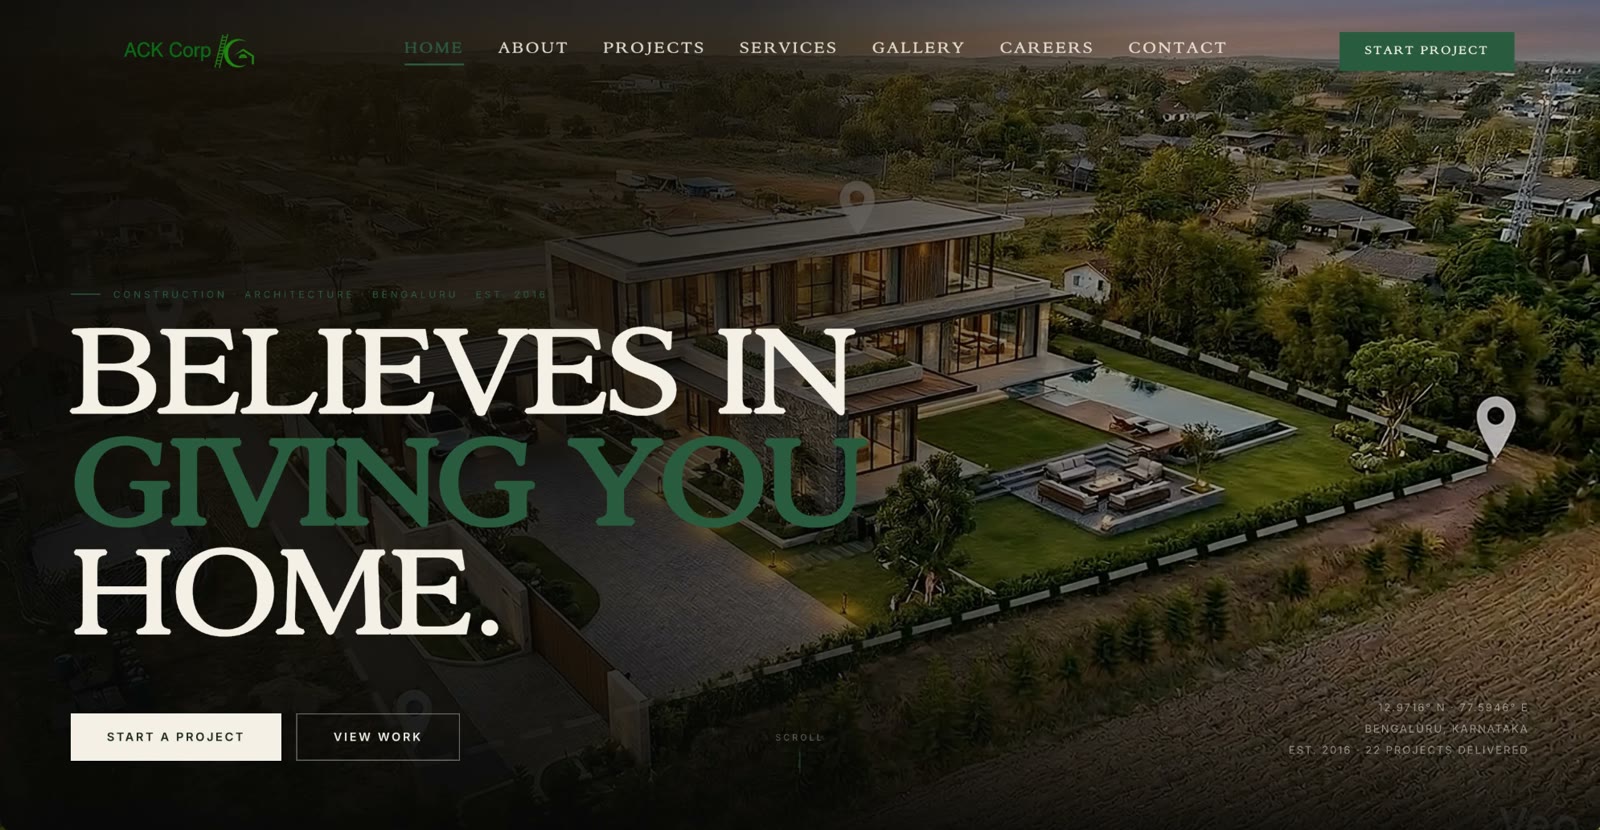 ACK Corp
HOME ABOUT PROJECTS SERVICES GALLERY CAREERS CONTACT
START PROJECT
CONSTRUCTION · ARCHITECTURE · BENGALURU · EST. 2016
BELIEVES IN
GIVING YOU
HOME.
START A PROJECT
VIEW WORK
SCROLL
12.9716° N 77.5946° E
BENGALURU, KARNATAKA
EST. 2016 · 22 PROJECTS DELIVERED
Veo